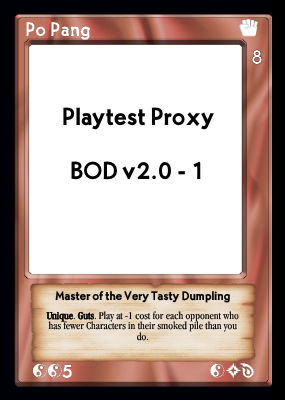 Po Pang
8
Playtest Proxy
BOD v2.0 - 1
Master of the Very Tasty Dumpling
Unique. Guts. Play at -1 cost for each opponent who
has fewer Characters in their smoked pile than you
do.
5